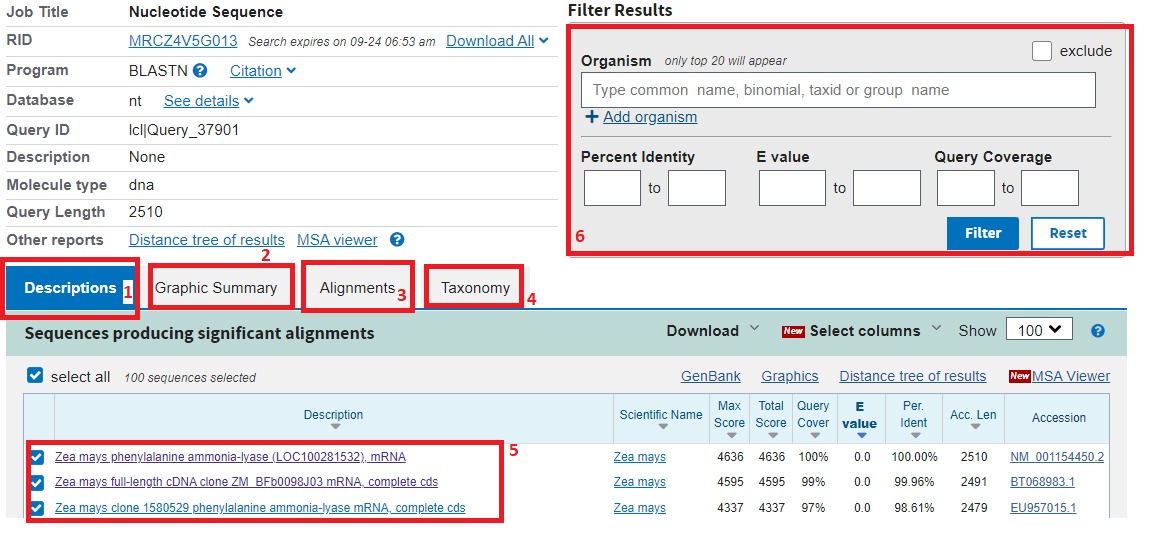 Job Title Nucleotide Sequence
RID MRCZ4V5G013 Search expires on 09-24 06:53 am Download All
Program BLASTN ? Citation
Database nt See details
Query ID lcl|Query_37901
Description None
Molecule type dna
Query Length 2510
Other reports Distance tree of results MSA viewer ?
Filter Results
Organism only top 20 will appear exclude
Type common name, binomial, taxid or group name
+ Add organism
Percent Identity E value Query Coverage
to to to
6 Filter Reset
2
Descriptions 1 Graphic Summary Alignments 3 Taxonomy 4
Sequences producing significant alignments Download New Select columns Show 100 ?
select all 100 sequences selected GenBank Graphics Distance tree of results New MSA Viewer
Description Scientific Name Max Score Total Score Query Cover E value Per. Ident Acc. Len Accession
5
Zea mays phenylalanine ammonia-lyase (LOC100281532), mRNA Zea mays 4636 4636 100% 0.0 100.00% 2510 NM_001154450.2
Zea mays full-length cDNA clone ZM_BFb0098J03 mRNA, complete cds Zea mays 4595 4595 99% 0.0 99.96% 2491 BT068983.1
Zea mays clone 1580529 phenylalanine ammonia-lyase mRNA, complete cds Zea mays 4337 4337 97% 0.0 98.61% 2479 EU957015.1